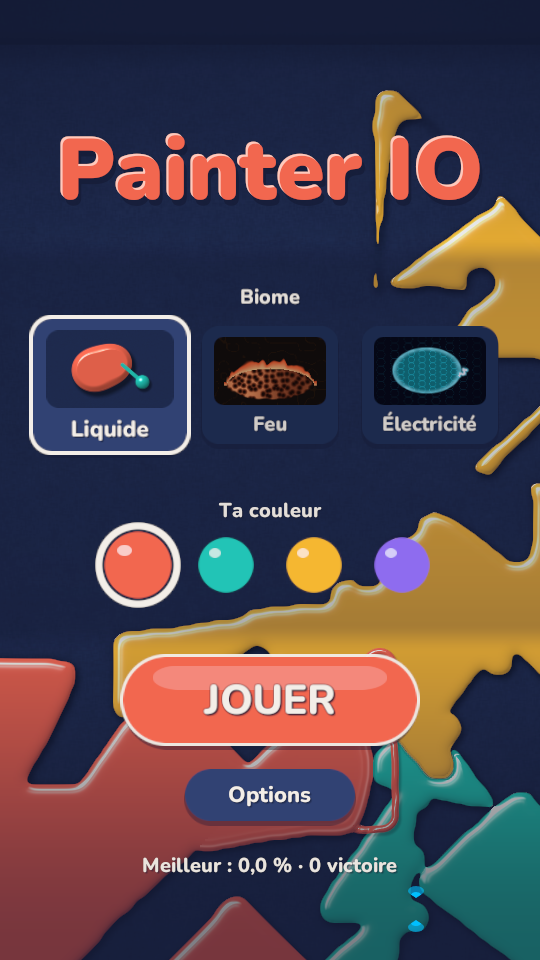 Painter IO
Biome
Liquide
Feu
Électricité
Ta couleur
JOUER
Options
Meilleur : 0,0 % · 0 victoire